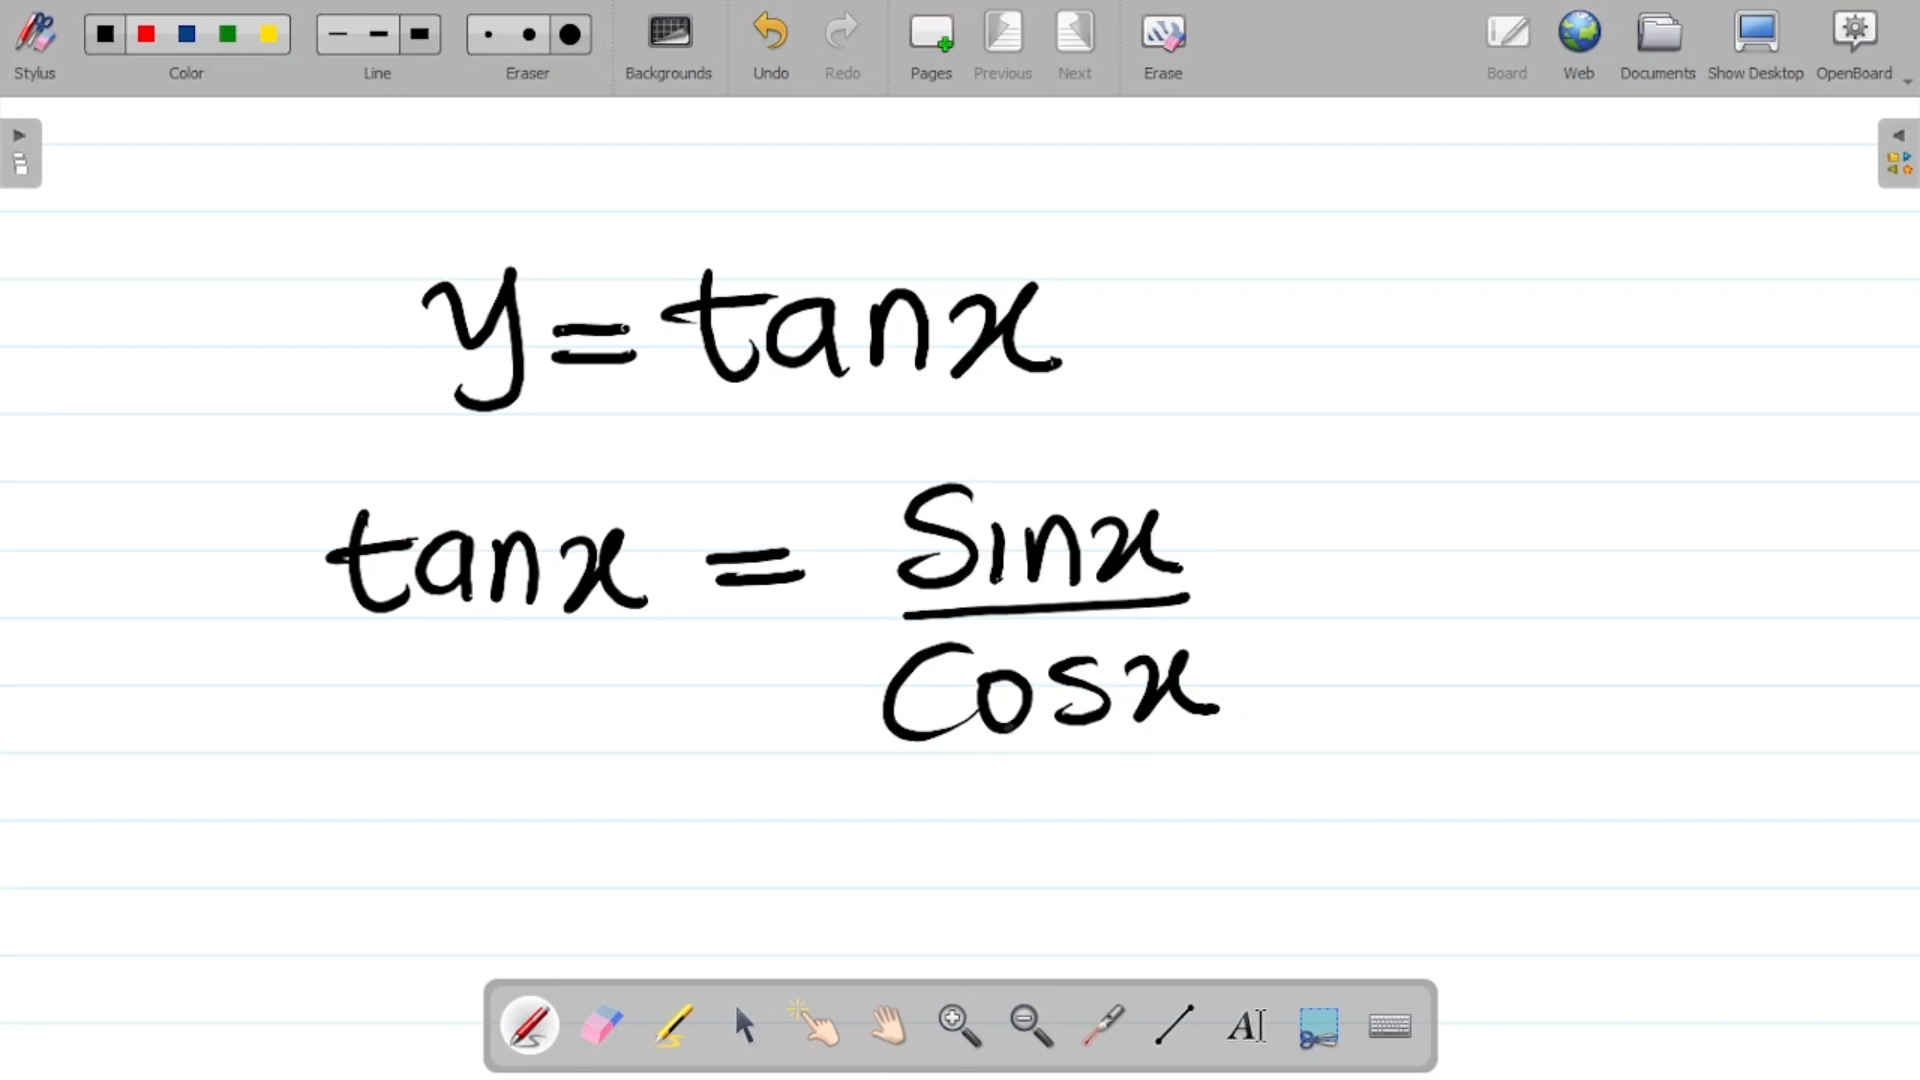 Stylus Color Line Eraser Backgrounds Undo Redo Pages Previous Next Erase Board Web Documents Show Desktop OpenBoard
y = tanx
tanx = Sinx
Cosx
A